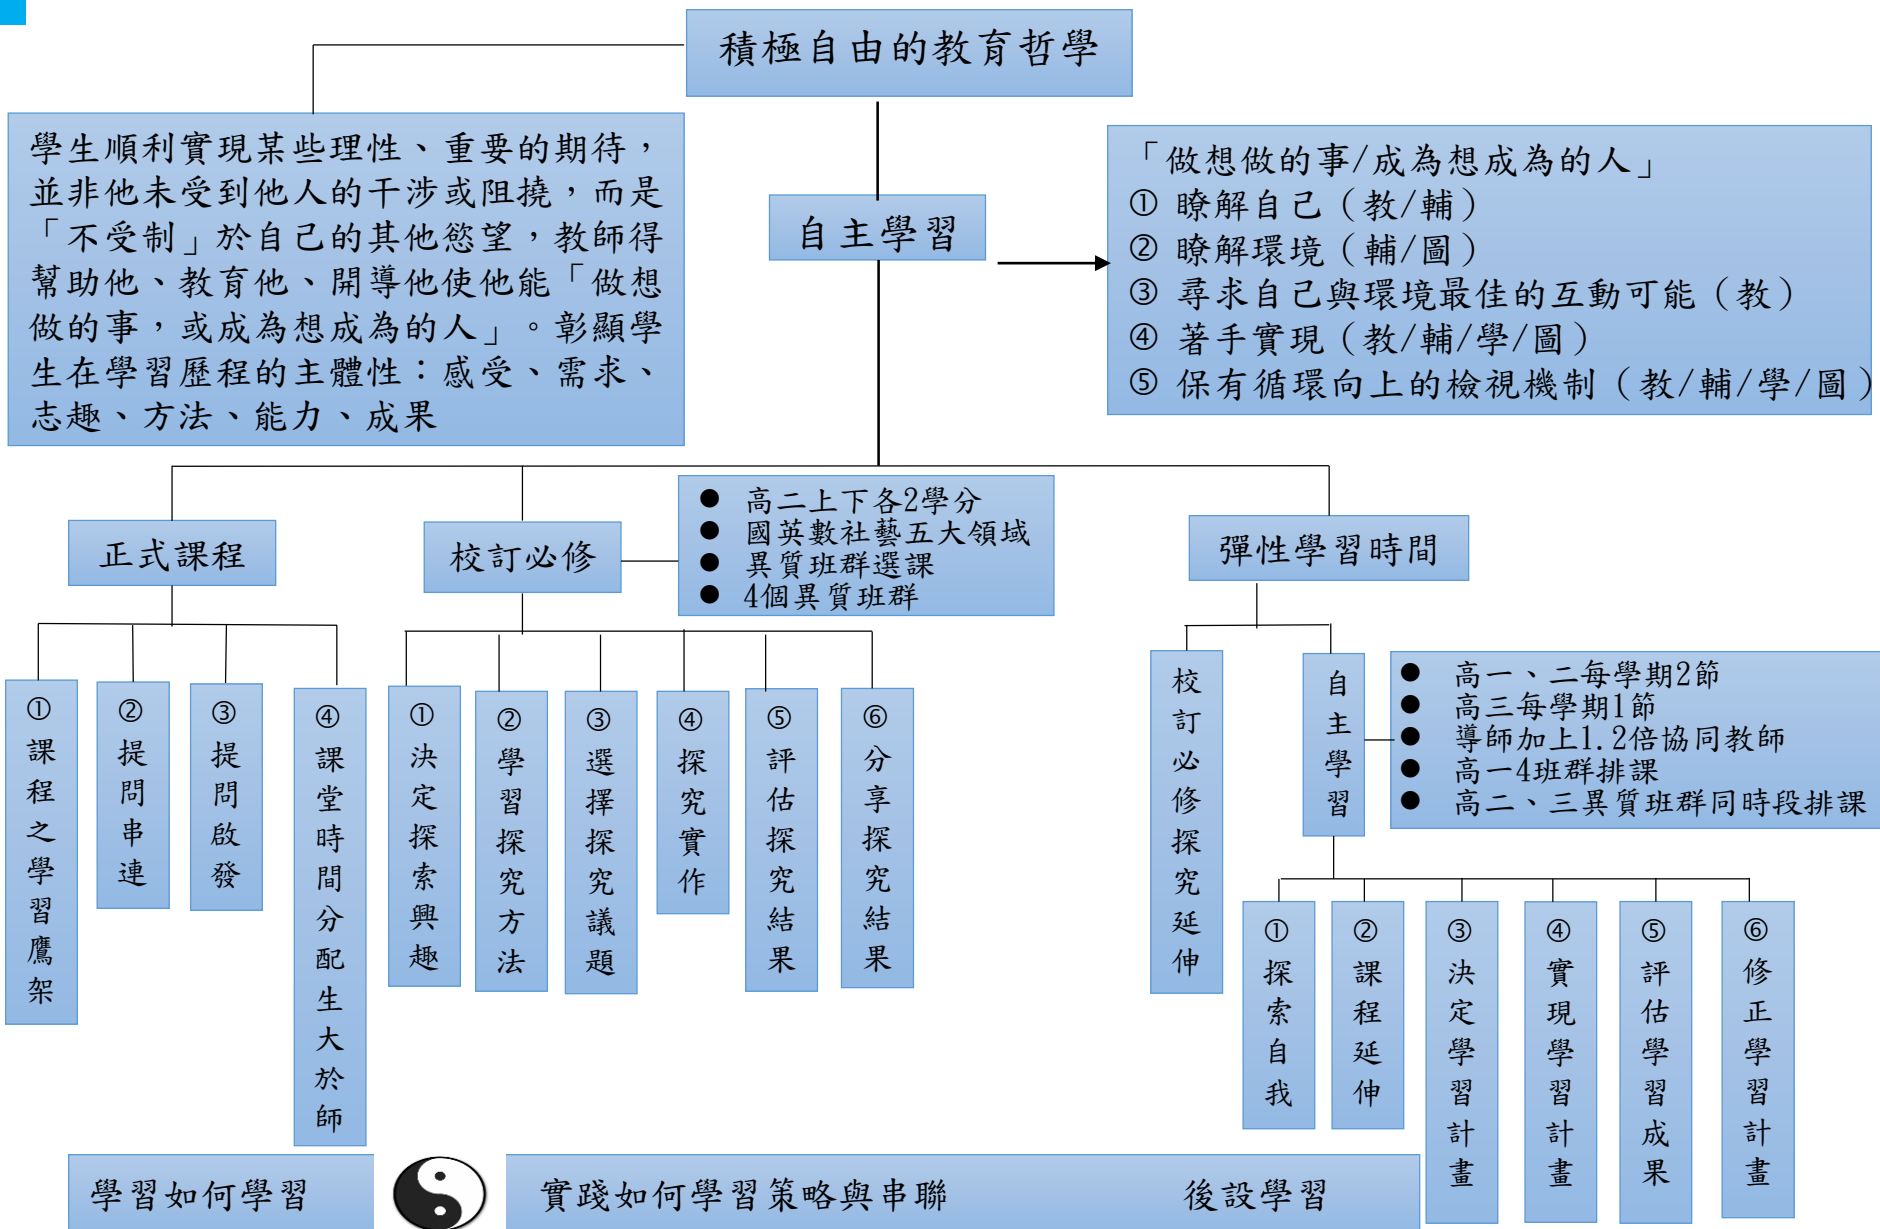 積極自由的教育哲學
學生順利實現某些理性、重要的期待，
並非他未受到他人的干涉或阻撓，而是
「不受制」於自己的其他慾望，教師得
幫助他、教育他、開導他使他能「做想
做的事，或成為想成為的人」。彰顯學
生在學習歷程的主體性：感受、需求、
志趣、方法、能力、成果
自主學習
「做想做的事/成為想成為的人」
① 瞭解自己（教/輔）
② 瞭解環境（輔/圖）
③ 尋求自己與環境最佳的互動可能（教）
④ 著手實現（教/輔/學/圖）
⑤ 保有循環向上的檢視機制（教/輔/學/圖）
正式課程
校訂必修
● 高二上下各2學分
● 國英數社藝五大領域
● 異質班群選課
● 4個異質班群
彈性學習時間
①課程之學習鷹架
②提問串連
③提問啟發
④課堂時間分配生大於師
①決定探索興趣
②學習探究方法
③選擇探究議題
④探究實作
⑤評估探究結果
⑥分享探究結果
校訂必修探究延伸
自主學習
● 高一、二每學期2節
● 高三每學期1節
● 導師加上1.2倍協同教師
● 高一4班群排課
● 高二、三異質班群同時段排課
①探索自我
②課程延伸
③決定學習計畫
④實現學習計畫
⑤評估學習成果
⑥修正學習計畫
學習如何學習
實踐如何學習策略與串聯
後設學習